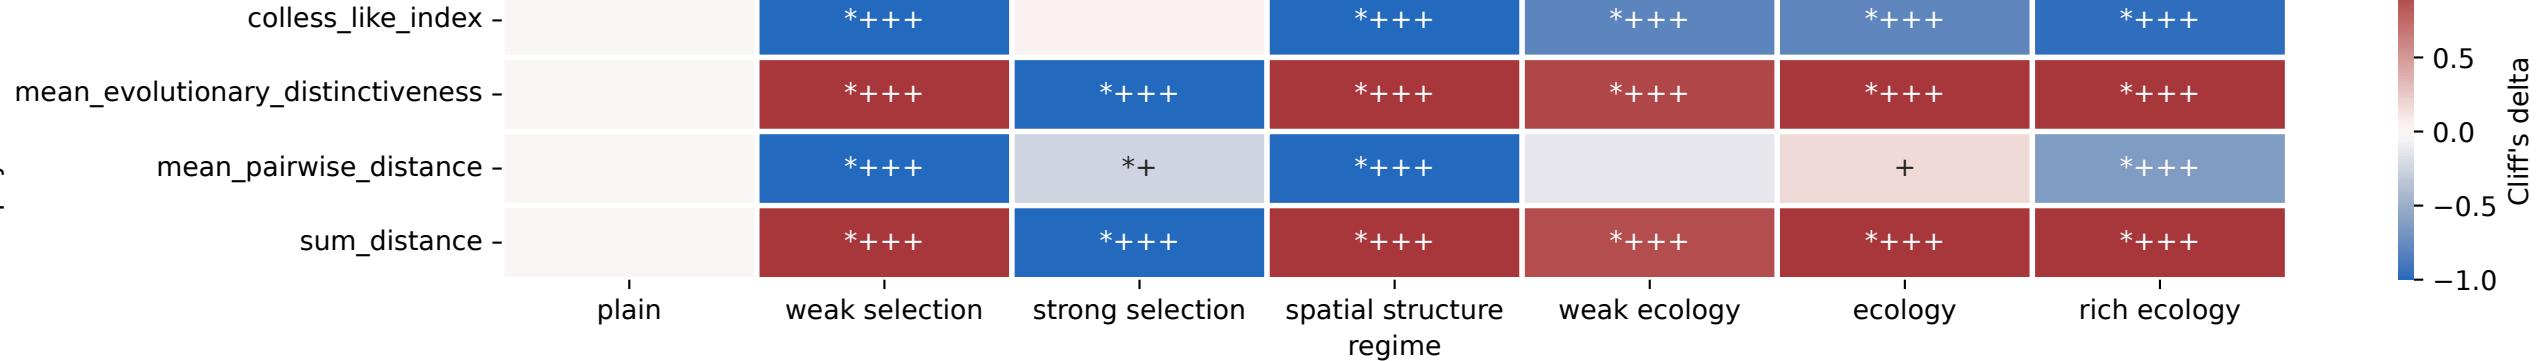 colless_like_index *+++ *+++ *+++ *+++ *+++
mean_evolutionary_distinctiveness *+++ *+++ *+++ *+++ *+++ *+++
mean_pairwise_distance *+++ *+ *+++ + *+++
sum_distance *+++ *+++ *+++ *+++ *+++ *+++
plain weak selection strong selection spatial structure weak ecology ecology rich ecology
regime
0.5
0.0
−0.5
−1.0
Cliff's delta